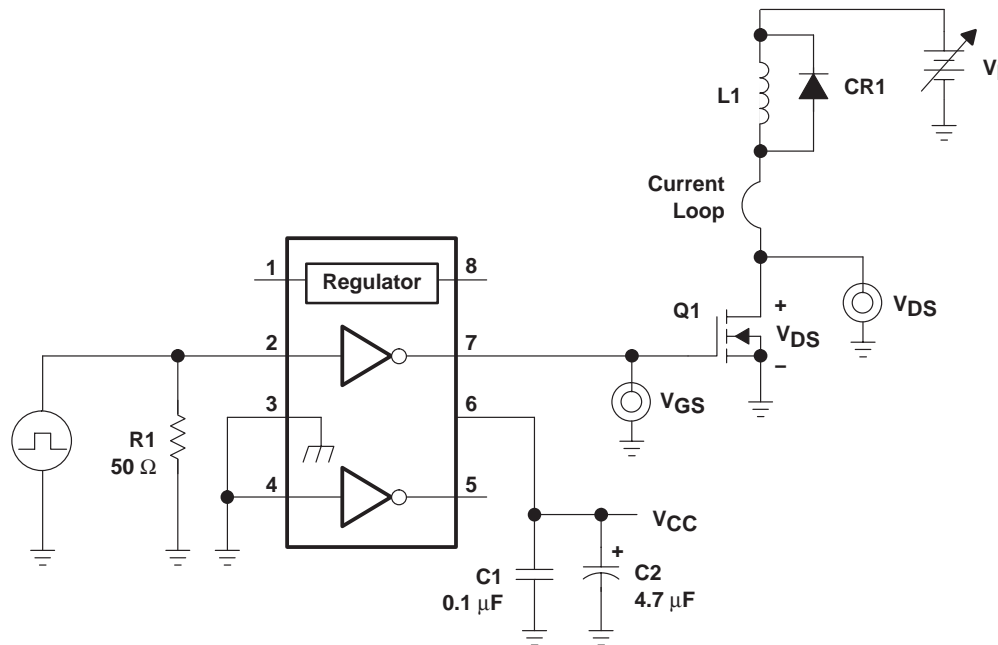 L1
CR1
Current
Loop
1
8
Regulator
Q1
+
VDS
VDS
−
2
7
VGS
3
6
R1
50 Ω
4
5
VCC
C1
0.1 μF
+
C2
4.7 μF